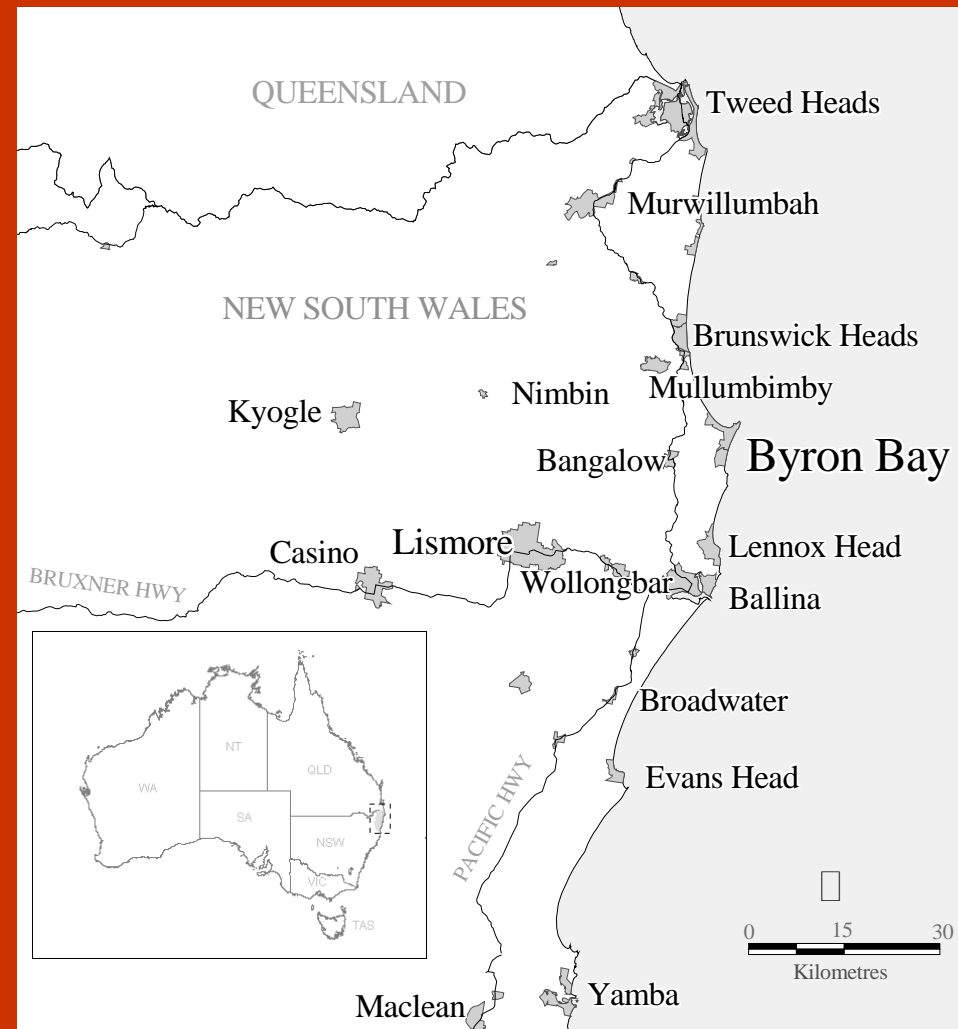 QUEENSLAND
Tweed Heads
Murwillumbah
NEW SOUTH WALES
Brunswick Heads
Mullumbimby
Nimbin
Kyogle
Byron Bay
Bangalow
Lismore
Lennox Head
Casino
Wollongbar
BRUXNER HWY
Ballina
Broadwater
NT
QLD
WA
Evans Head
SA
PACIFIC HWY
NSW
VIC
TAS
0 15 30
Kilometres
Yamba
Maclean